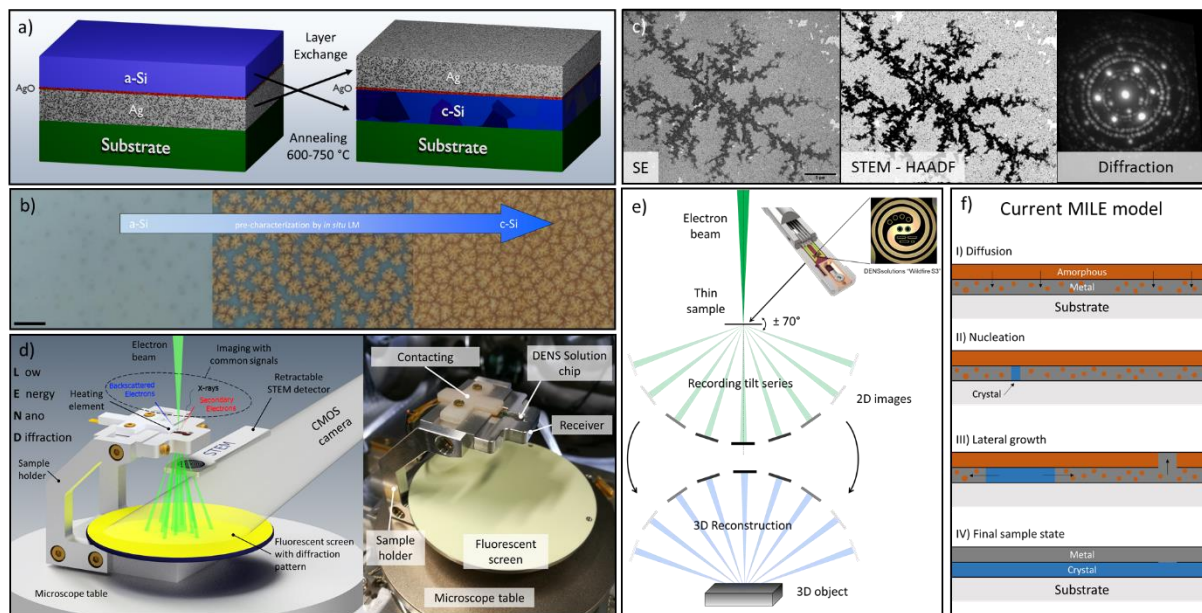 a)
a-Si
AgO
Ag
Substrate
Layer
Exchange
Annealing
600-750 °C
Ag
AgO
c-Si
Substrate
b)
a-Si
pre-characterization by in situ LM
c-Si
c)
SE
STEM - HAADF
Diffraction
d)
Low
Energy
Nano
Diffraction
Electron
beam
Imaging with
common signals
Backscattered
Electrons
X-rays
Secondary
Electrons
Heating
element
Retractable
STEM detector
STEM
CMOS
camera
Sample
holder
Fluorescent screen
with diffraction
pattern
Microscope table
Contacting
DENS Solution
chip
Receiver
Sample
holder
Fluorescent
screen
Microscope table
e)
Electron
beam
DENSsolutions "Wildfire S3"
Thin
sample
± 70°
Recording tilt series
2D images
3D Reconstruction
3D object
f)
Current MILE model
I) Diffusion
Amorphous
Metal
Substrate
II) Nucleation
Crystal
III) Lateral growth
IV) Final sample state
Metal
Crystal
Substrate